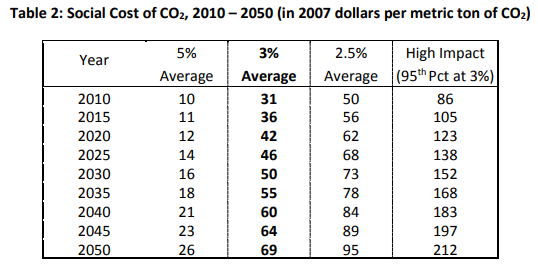 Table 2: Social Cost of CO₂, 2010 – 2050 (in 2007 dollars per metric ton of CO₂)
Year 5% Average 3% Average 2.5% Average High Impact (95th Pct at 3%)
2010 10 31 50 86
2015 11 36 56 105
2020 12 42 62 123
2025 14 46 68 138
2030 16 50 73 152
2035 18 55 78 168
2040 21 60 84 183
2045 23 64 89 197
2050 26 69 95 212